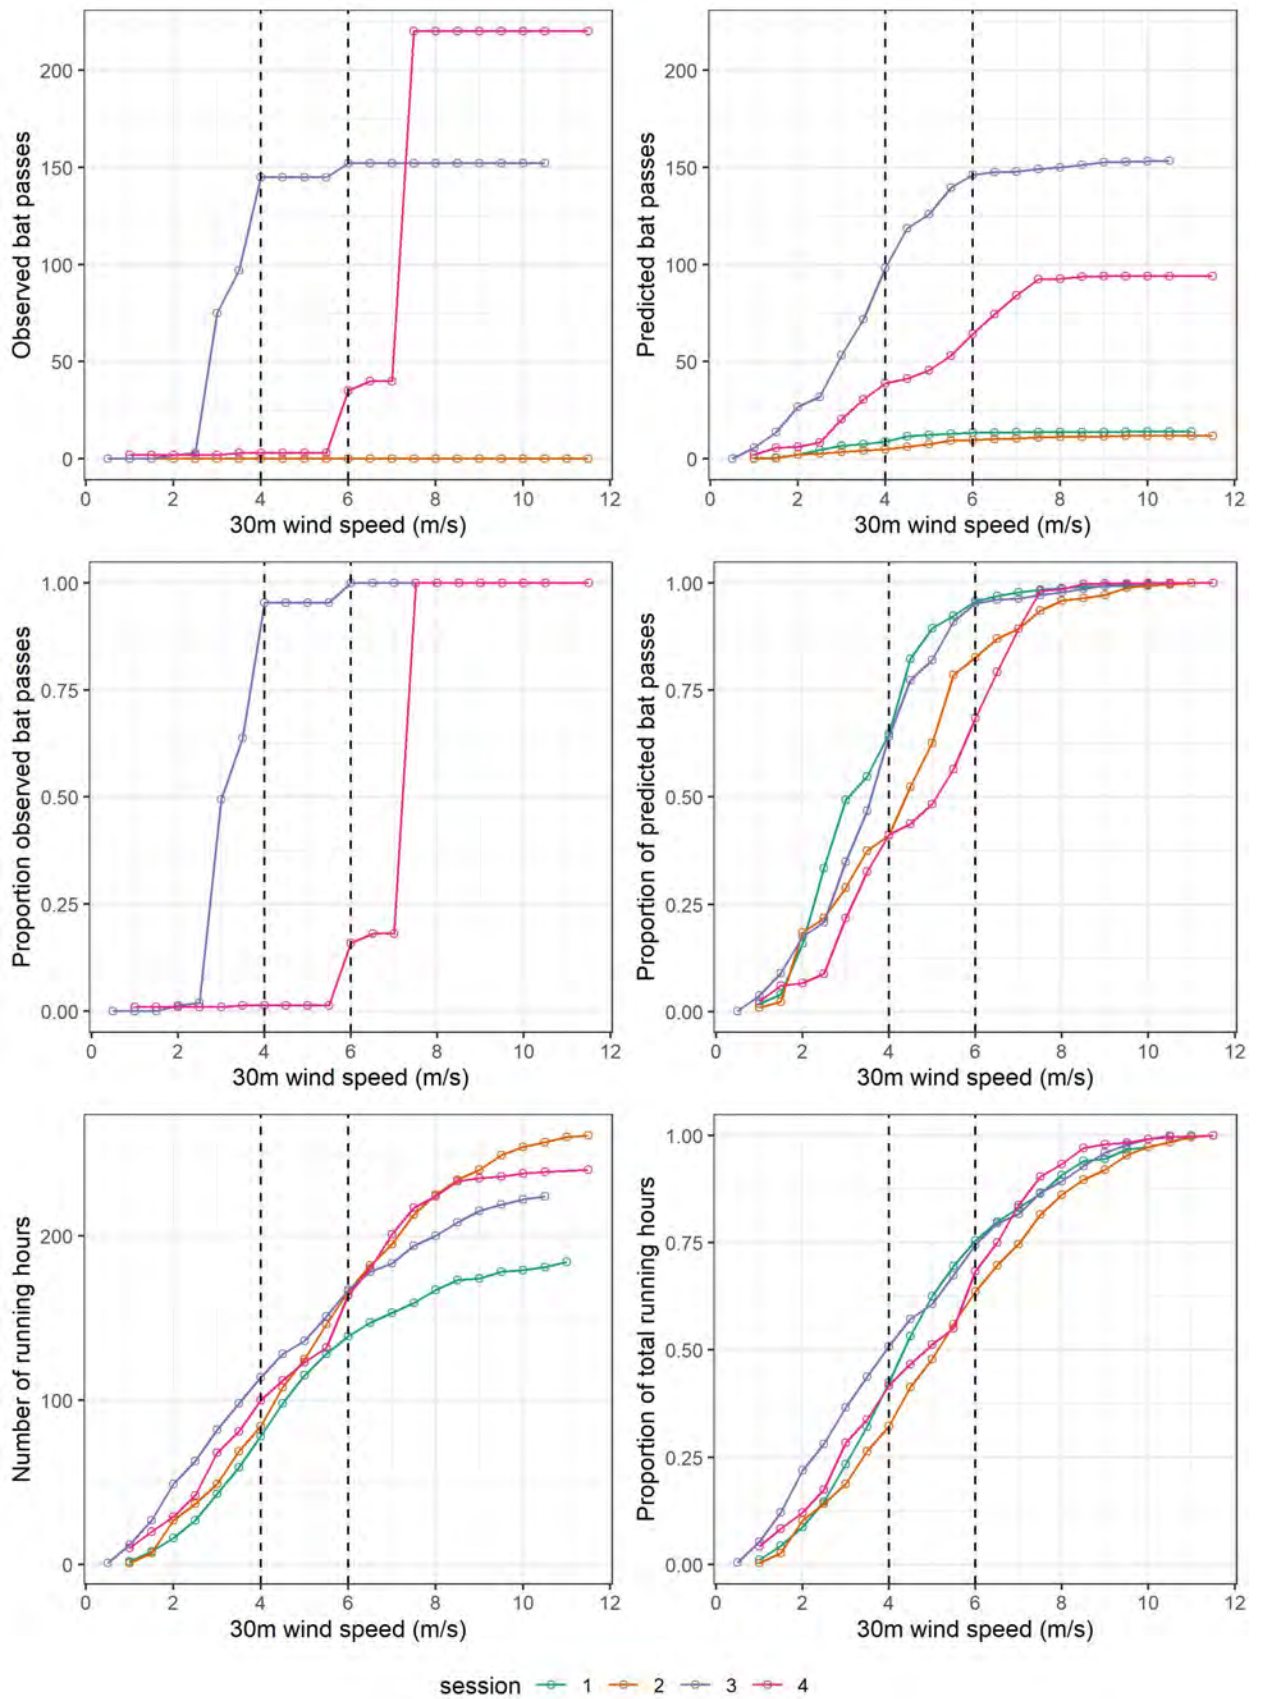 Observed bat passes
200
150
100
50
0
0 2 4 6 8 10 12
30m wind speed (m/s)
Predicted bat passes
200
150
100
50
0
0 2 4 6 8 10 12
30m wind speed (m/s)
Proportion observed bat passes
1.00
0.75
0.50
0.25
0.00
0 2 4 6 8 10 12
30m wind speed (m/s)
Proportion of predicted bat passes
1.00
0.75
0.50
0.25
0.00
0 2 4 6 8 10 12
30m wind speed (m/s)
Number of running hours
200
100
0
0 2 4 6 8 10 12
30m wind speed (m/s)
Proportion of total running hours
1.00
0.75
0.50
0.25
0.00
0 2 4 6 8 10 12
30m wind speed (m/s)
session 1 2 3 4